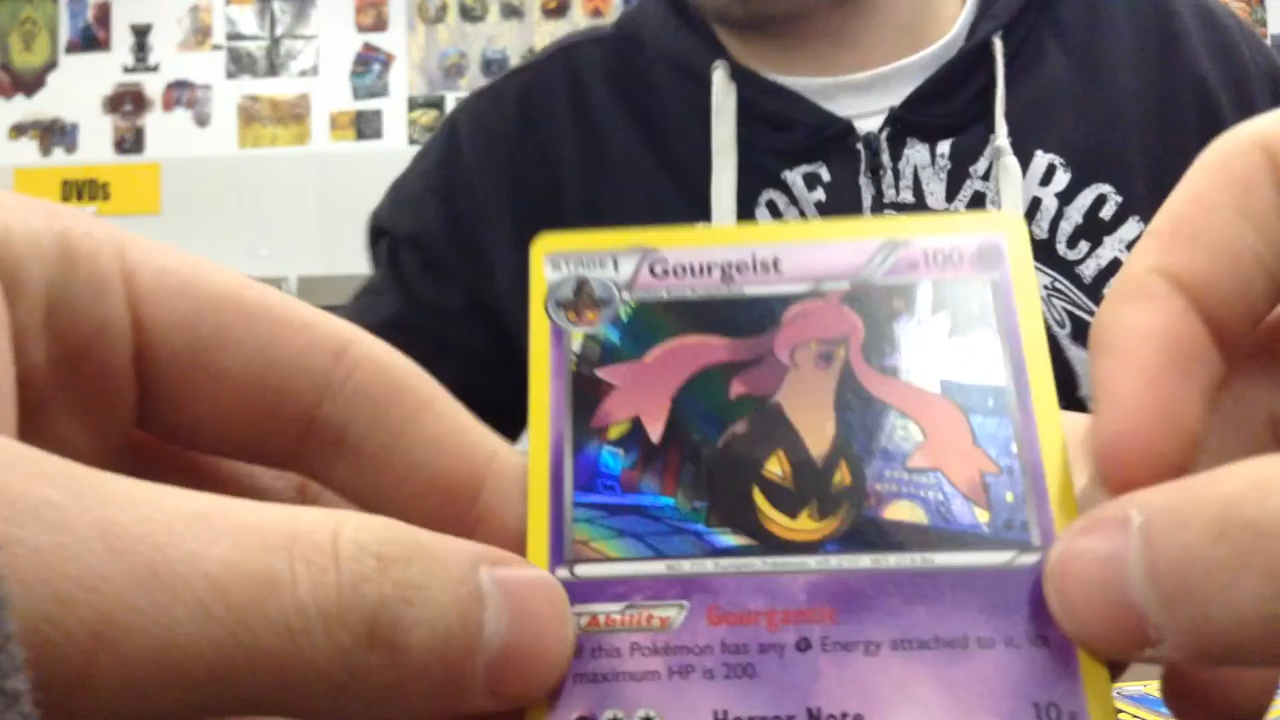 DVDs
OF ANARCH
STAGE 1 Gourgeist 100
Ability Gourgantic
If this Pokémon has any Energy attached to it, its
maximum HP is 200.
Horror Note 10